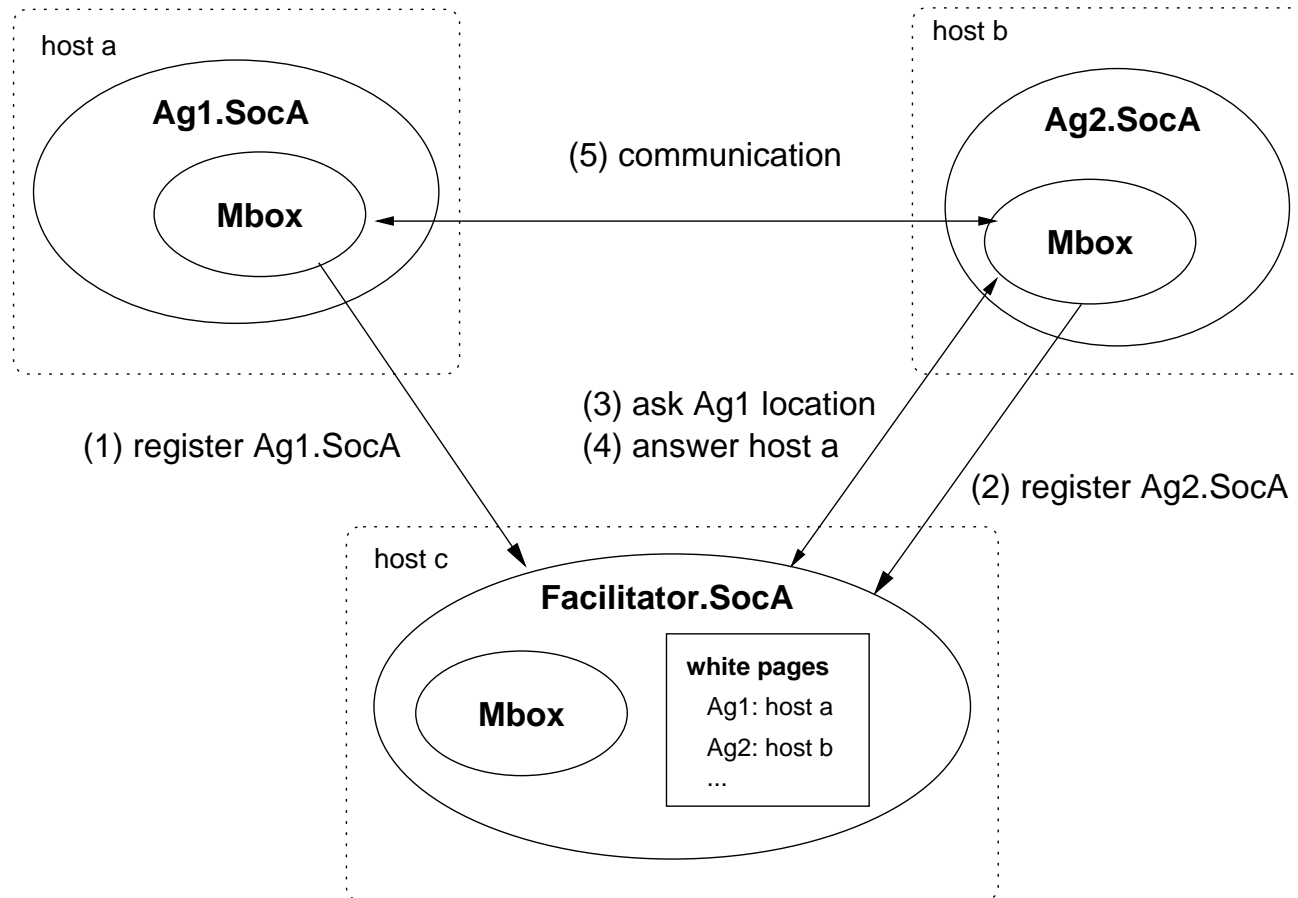 host a
Ag1.SocA
Mbox
host b
Ag2.SocA
Mbox
(5) communication
(1) register Ag1.SocA
(3) ask Ag1 location
(4) answer host a
(2) register Ag2.SocA
host c
Facilitator.SocA
Mbox
white pages
Ag1: host a
Ag2: host b
...